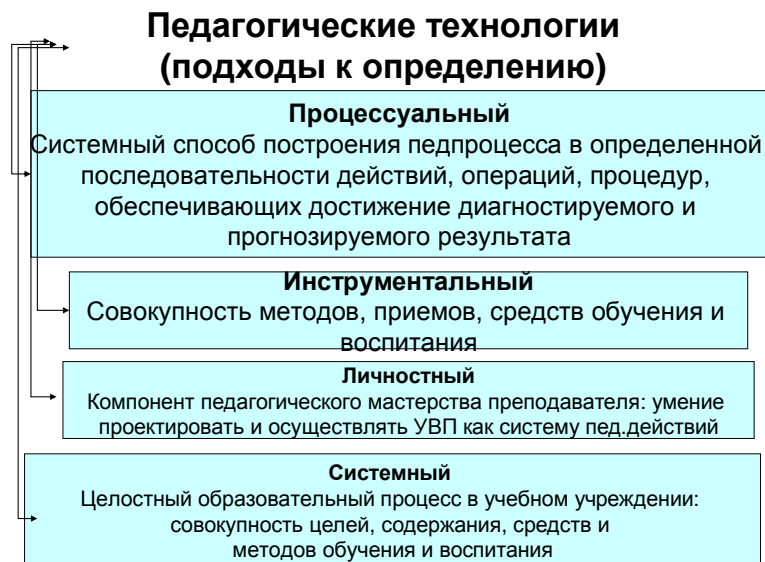 Педагогические технологии
(подходы к определению)
Процессуальный
Системный способ построения педпроцесса в определенной
последовательности действий, операций, процедур,
обеспечивающих достижение диагностируемого и
прогнозируемого результата
Инструментальный
Совокупность методов, приемов, средств обучения и
воспитания
Личностный
Компонент педагогического мастерства преподавателя: умение
проектировать и осуществлять УВП как систему пед.действий
Системный
Целостный образовательный процесс в учебном учреждении:
совокупность целей, содержания, средств и
методов обучения и воспитания